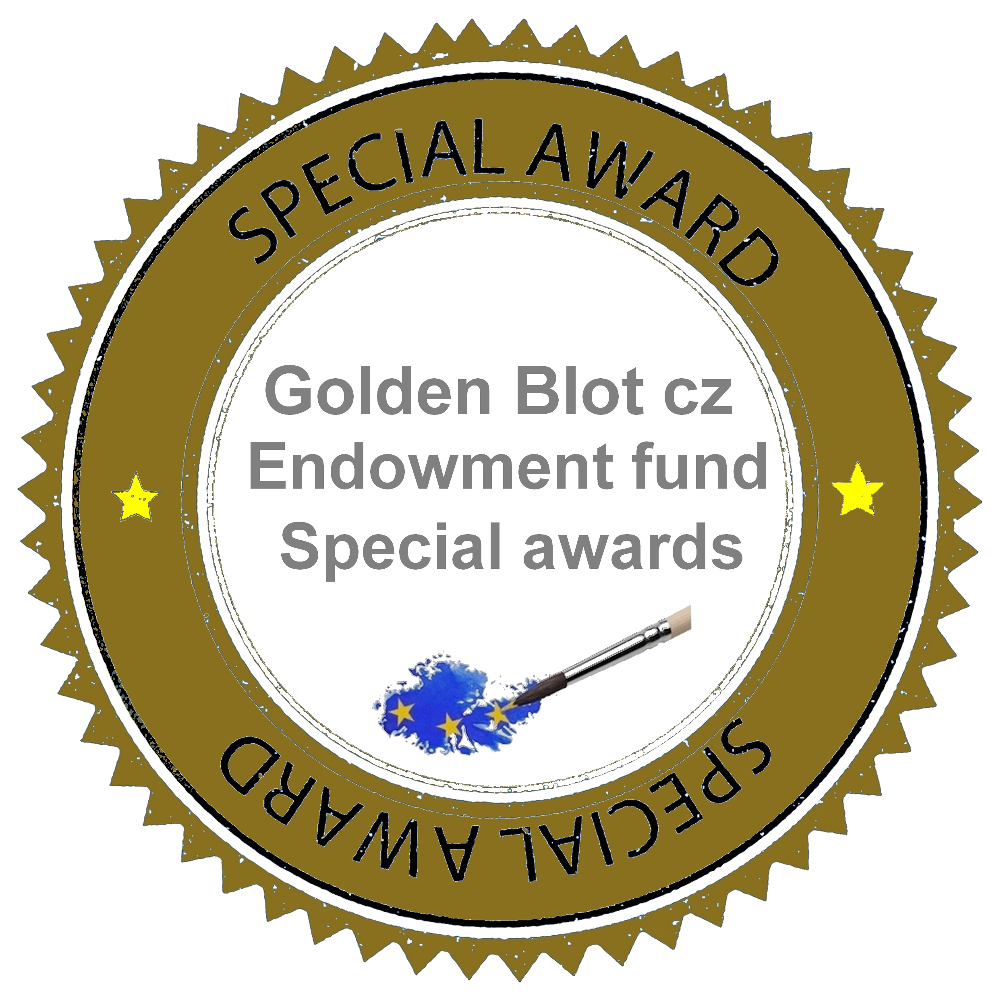 SPECIAL AWARD
Golden Blot cz
Endowment fund
Special awards
SPECIAL AWARD